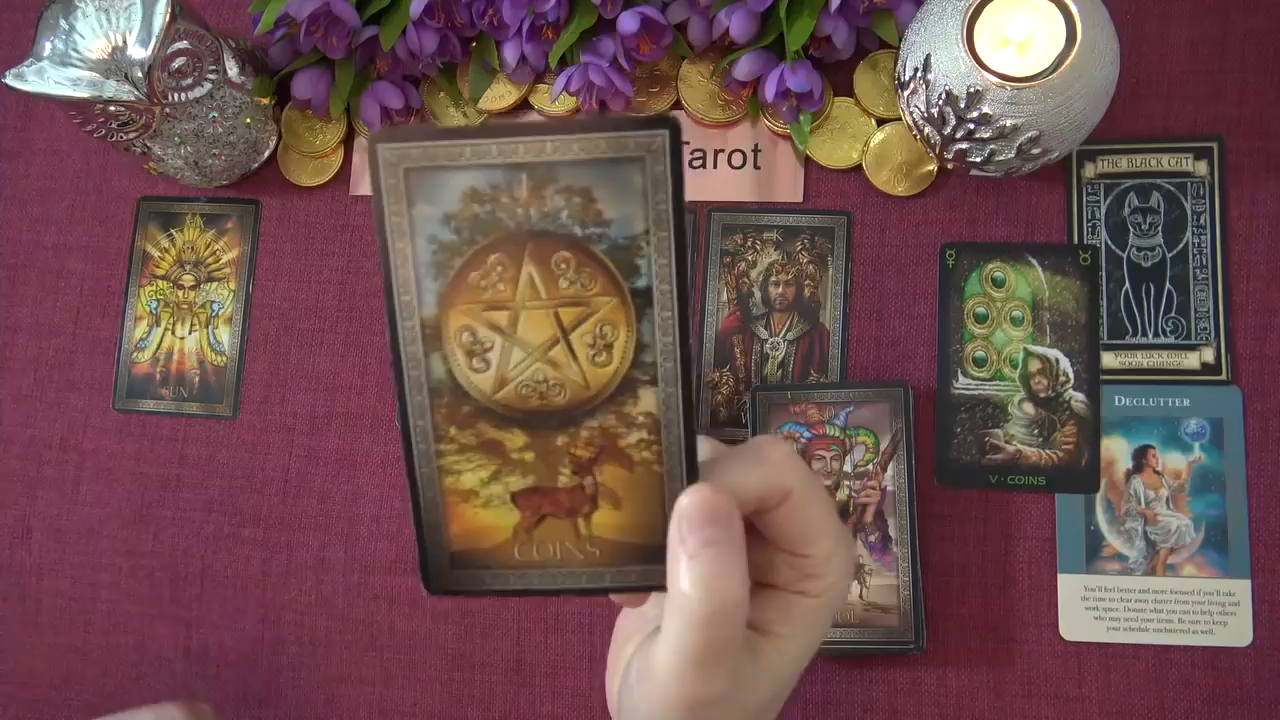 Tarot
SUN
COINS
K
0
V · COINS
THE BLACK CAT
YOUR LUCK WILL
SOON CHANGE
DECLUTTER
You'll feel better and more focused if you'll take
the time to clear away clutter from your living and
work space. Donate what you can to help others
who may need your items. Be sure to keep
your schedule uncluttered as well.